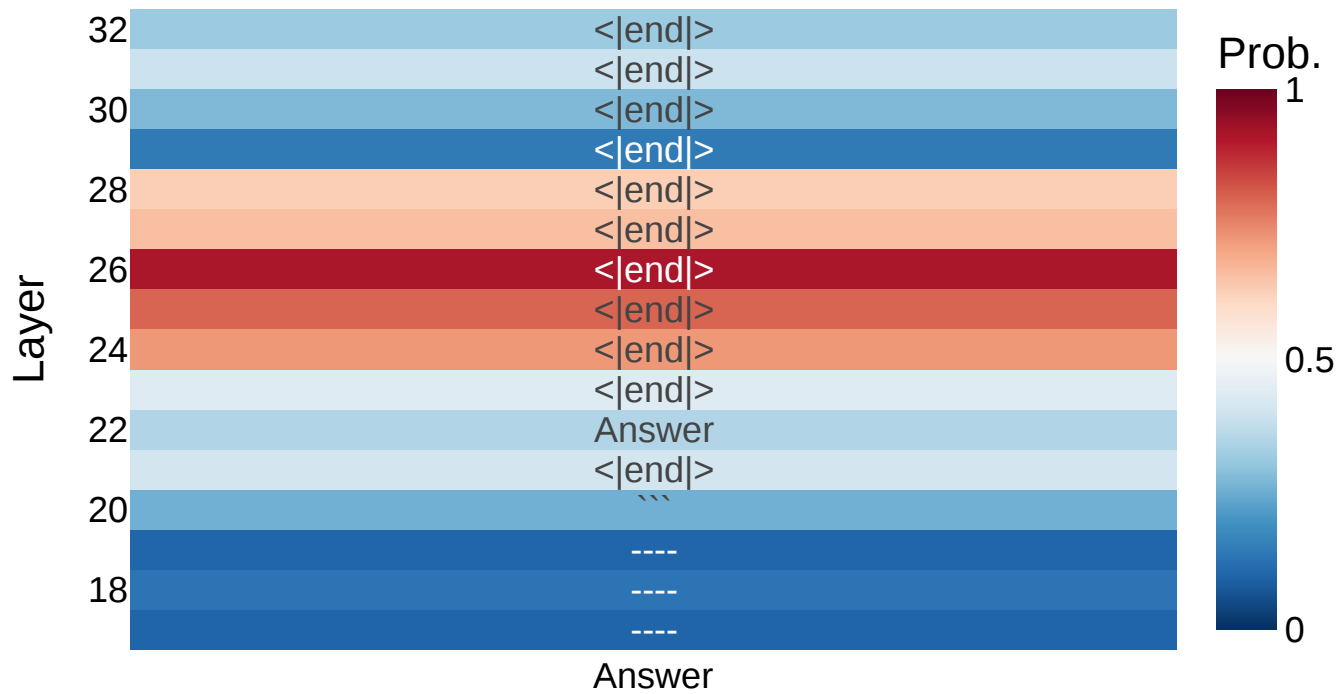 32 <|end|>
Prob.
<|end|>
1
30 <|end|>
<|end|>
28 <|end|>
<|end|>
26 <|end|>
Layer
<|end|>
24 <|end|>
0.5
<|end|>
22 Answer
<|end|>
20 ```
----
18 ----
----
0
Answer